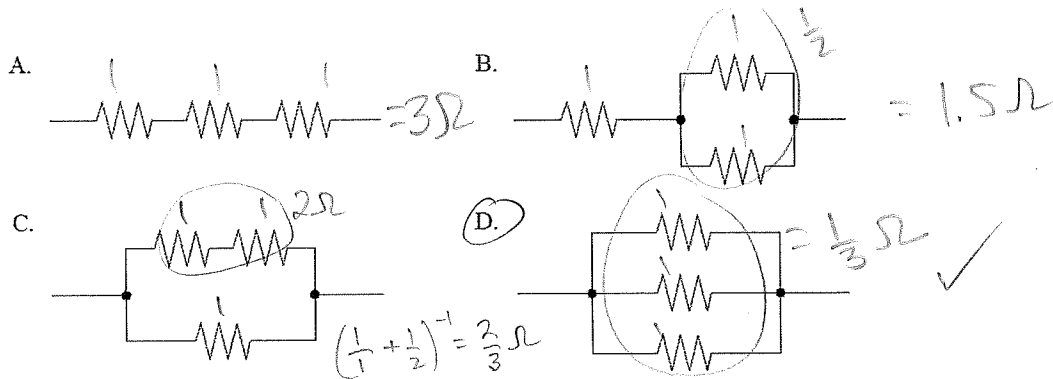 A. 1 1 1 = 3Ω
B. 1 1 1 1/2 = 1.5Ω
C. 1 1 2Ω
1
(1/1 + 1/2)^-1 = 2/3 Ω
D. 1 1 1 = 1/3 Ω ✓